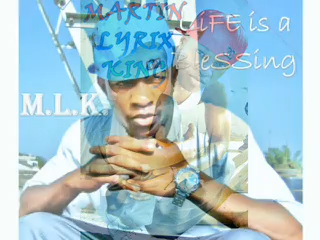 MARTIN
LYRIX
KING
M.L.K.
LiFE is a
BleSSing